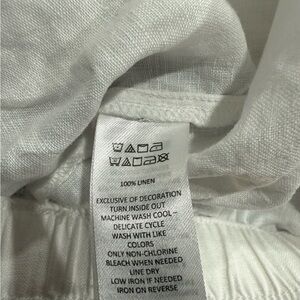 100% LINEN
EXCLUSIVE OF DECORATION
TURN INSIDE OUT
MACHINE WASH COOL –
DELICATE CYCLE
WASH WITH LIKE
COLORS
ONLY NON-CHLORINE
BLEACH WHEN NEEDED
LINE DRY
LOW IRON IF NEEDED
IRON ON REVERSE